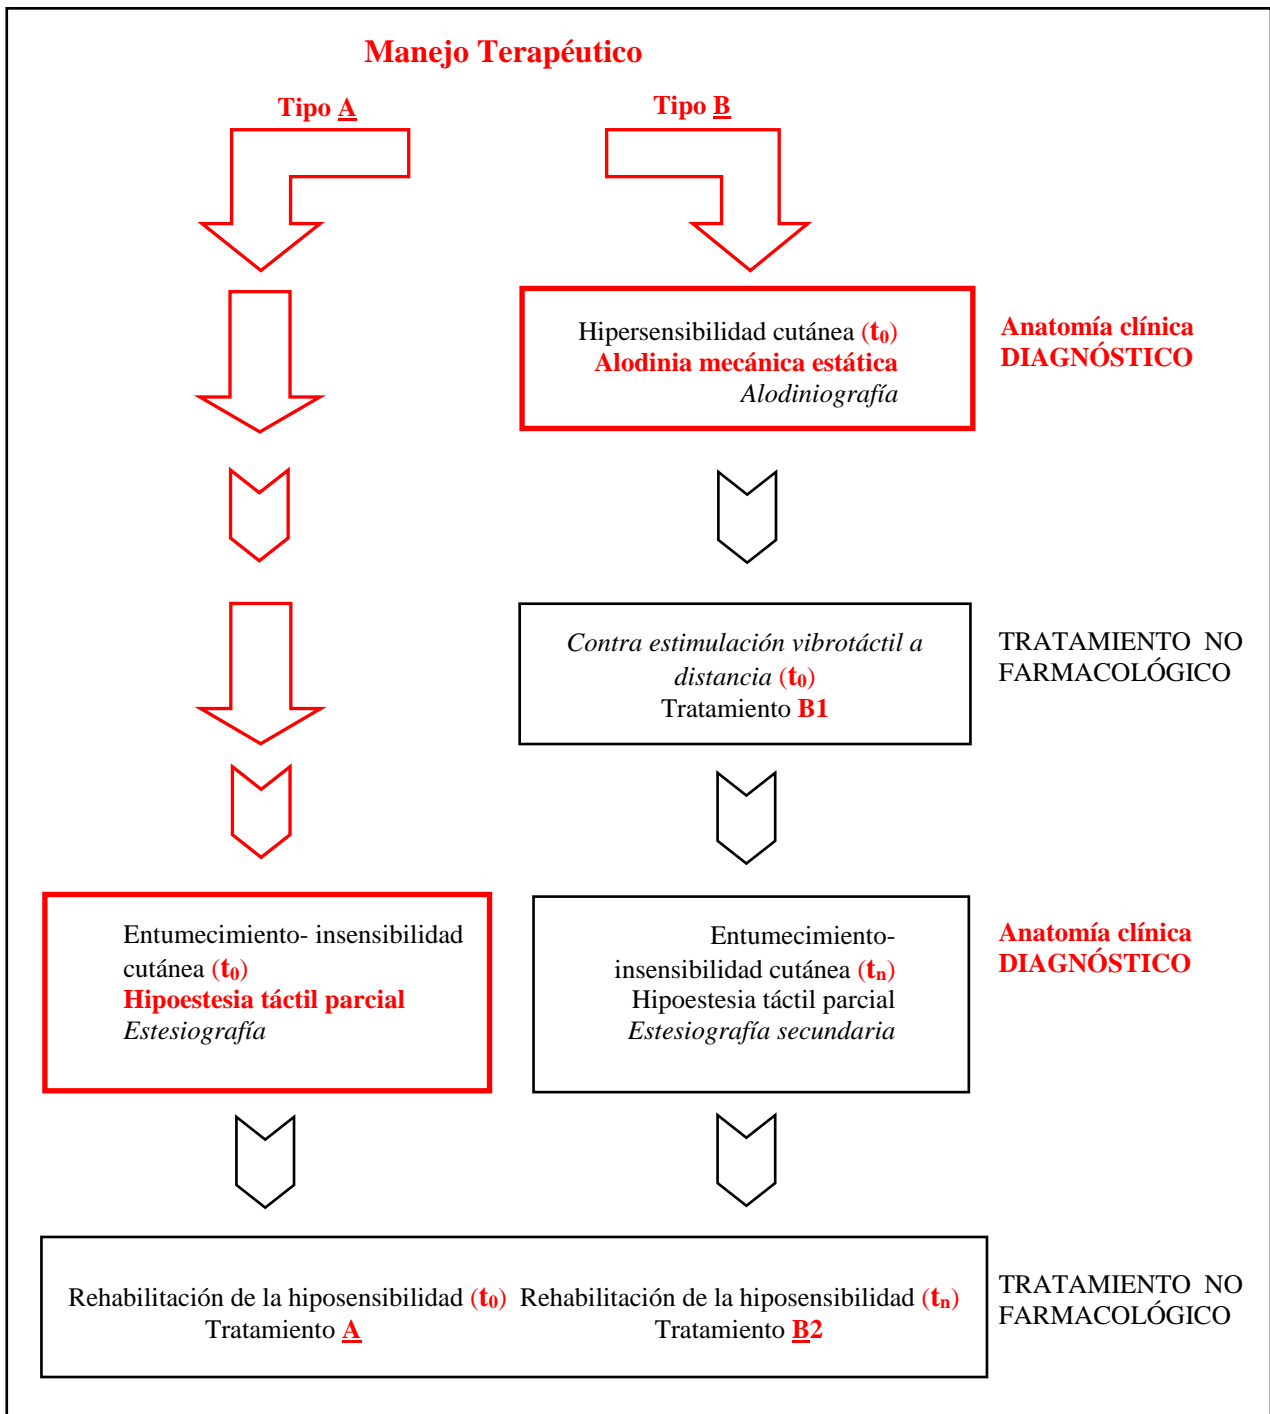 Manejo Terapéutico
Tipo A
Tipo B
Hipersensibilidad cutánea (t0)
Alodinia mecánica estática
Alodiniografía
Anatomía clínica
DIAGNÓSTICO
Contra estimulación vibrotáctil a
distancia (t0)
Tratamiento B1
TRATAMIENTO NO
FARMACOLÓGICO
Entumecimiento- insensibilidad
cutánea (t0)
Hipoestesia táctil parcial
Estesiografía
Entumecimiento-
insensibilidad cutánea (tn)
Hipoestesia táctil parcial
Estesiografía secundaria
Anatomía clínica
DIAGNÓSTICO
Rehabilitación de la hiposensibilidad (t0)
Tratamiento A
Rehabilitación de la hiposensibilidad (tn)
Tratamiento B2
TRATAMIENTO NO
FARMACOLÓGICO